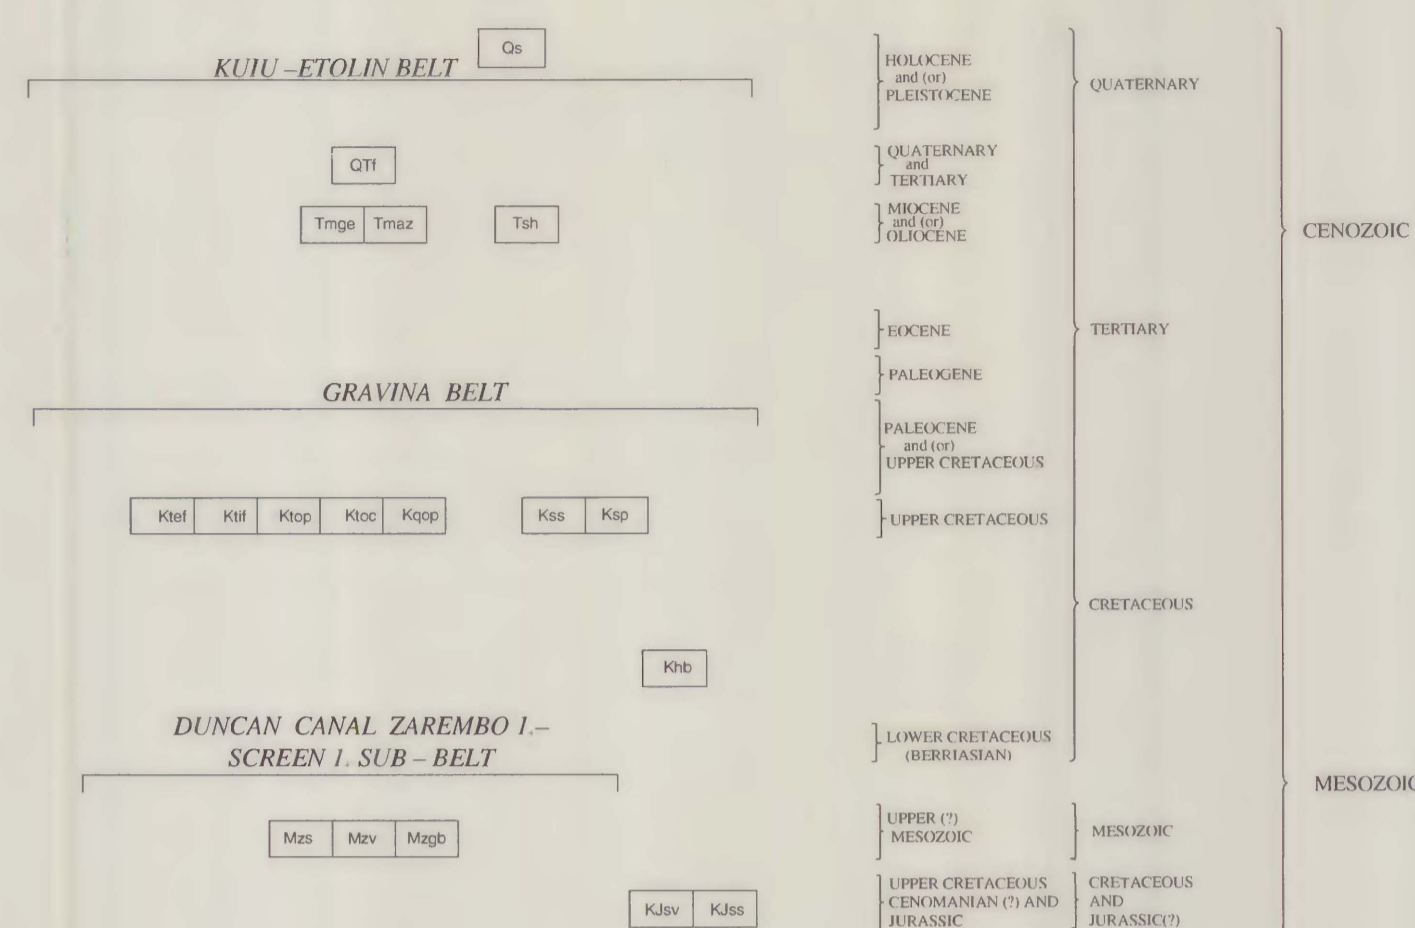 Qs
KUIU –ETOLIN BELT
HOLOCENE
and (or)
PLEISTOCENE
QUATERNARY
QTf
QUATERNARY
and
TERTIARY
Tmge Tmaz Tsh
MIOCENE
and (or)
OLIOCENE
CENOZOIC
EOCENE
TERTIARY
PALEOGENE
GRAVINA BELT
PALEOCENE
and (or)
UPPER CRETACEOUS
Ktef Ktif Ktop Ktoc Kqop Kss Ksp
UPPER CRETACEOUS
CRETACEOUS
Khb
DUNCAN CANAL ZAREMBO I.–
SCREEN I. SUB – BELT
LOWER CRETACEOUS
(BERRIASIAN)
MESOZOIC
Mzs Mzv Mzgb
UPPER (?)
MESOZOIC
MESOZOIC
KJsv KJss
UPPER CRETACEOUS
CENOMANIAN (?) AND
JURASSIC
CRETACEOUS
AND
JURASSIC(?)